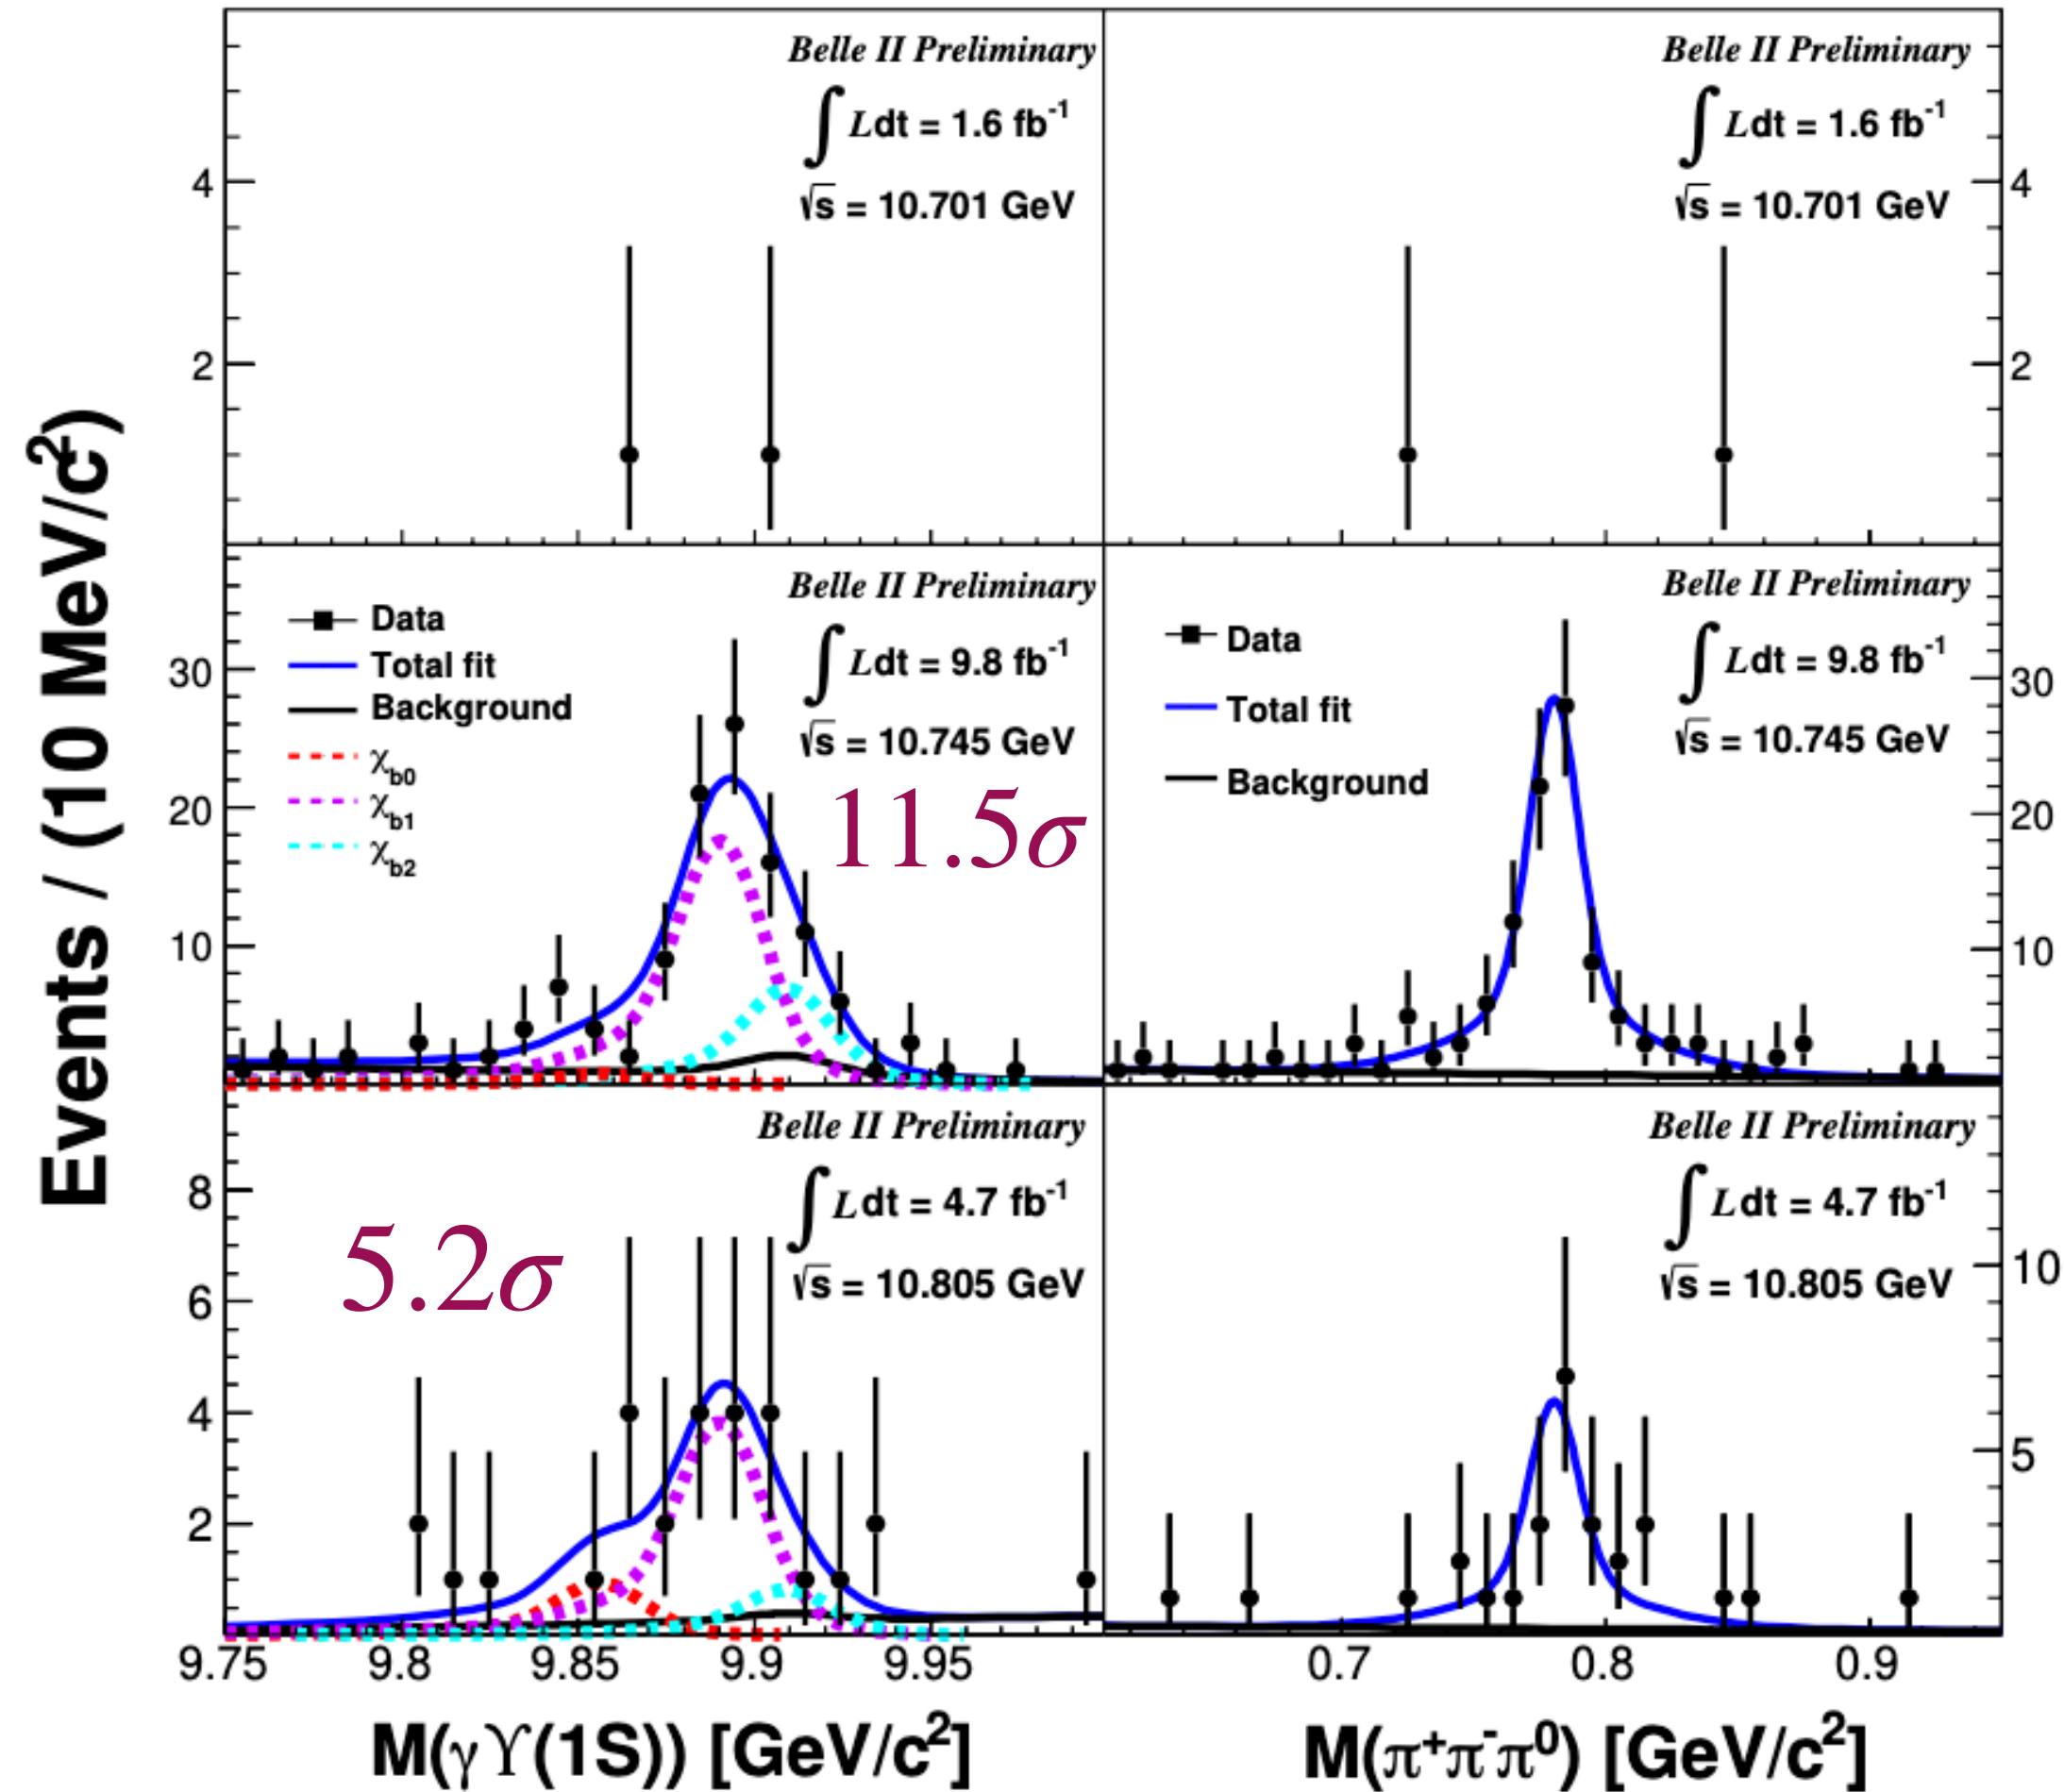 Events / (10 MeV/c²)
Belle II Preliminary
∫ Ldt = 1.6 fb⁻¹
√s = 10.701 GeV
4
2
Belle II Preliminary
∫ Ldt = 1.6 fb⁻¹
√s = 10.701 GeV
4
2
Belle II Preliminary
∫ Ldt = 9.8 fb⁻¹
√s = 10.745 GeV
Data
Total fit
Background
χb0
χb1
χb2
11.5σ
30
20
10
Belle II Preliminary
∫ Ldt = 9.8 fb⁻¹
√s = 10.745 GeV
Data
Total fit
Background
30
20
10
Belle II Preliminary
∫ Ldt = 4.7 fb⁻¹
√s = 10.805 GeV
5.2σ
8
6
4
2
Belle II Preliminary
∫ Ldt = 4.7 fb⁻¹
√s = 10.805 GeV
10
5
9.75 9.8 9.85 9.9 9.95
0.7 0.8 0.9
M(γϒ(1S)) [GeV/c²]
M(π⁺π⁻π⁰) [GeV/c²]